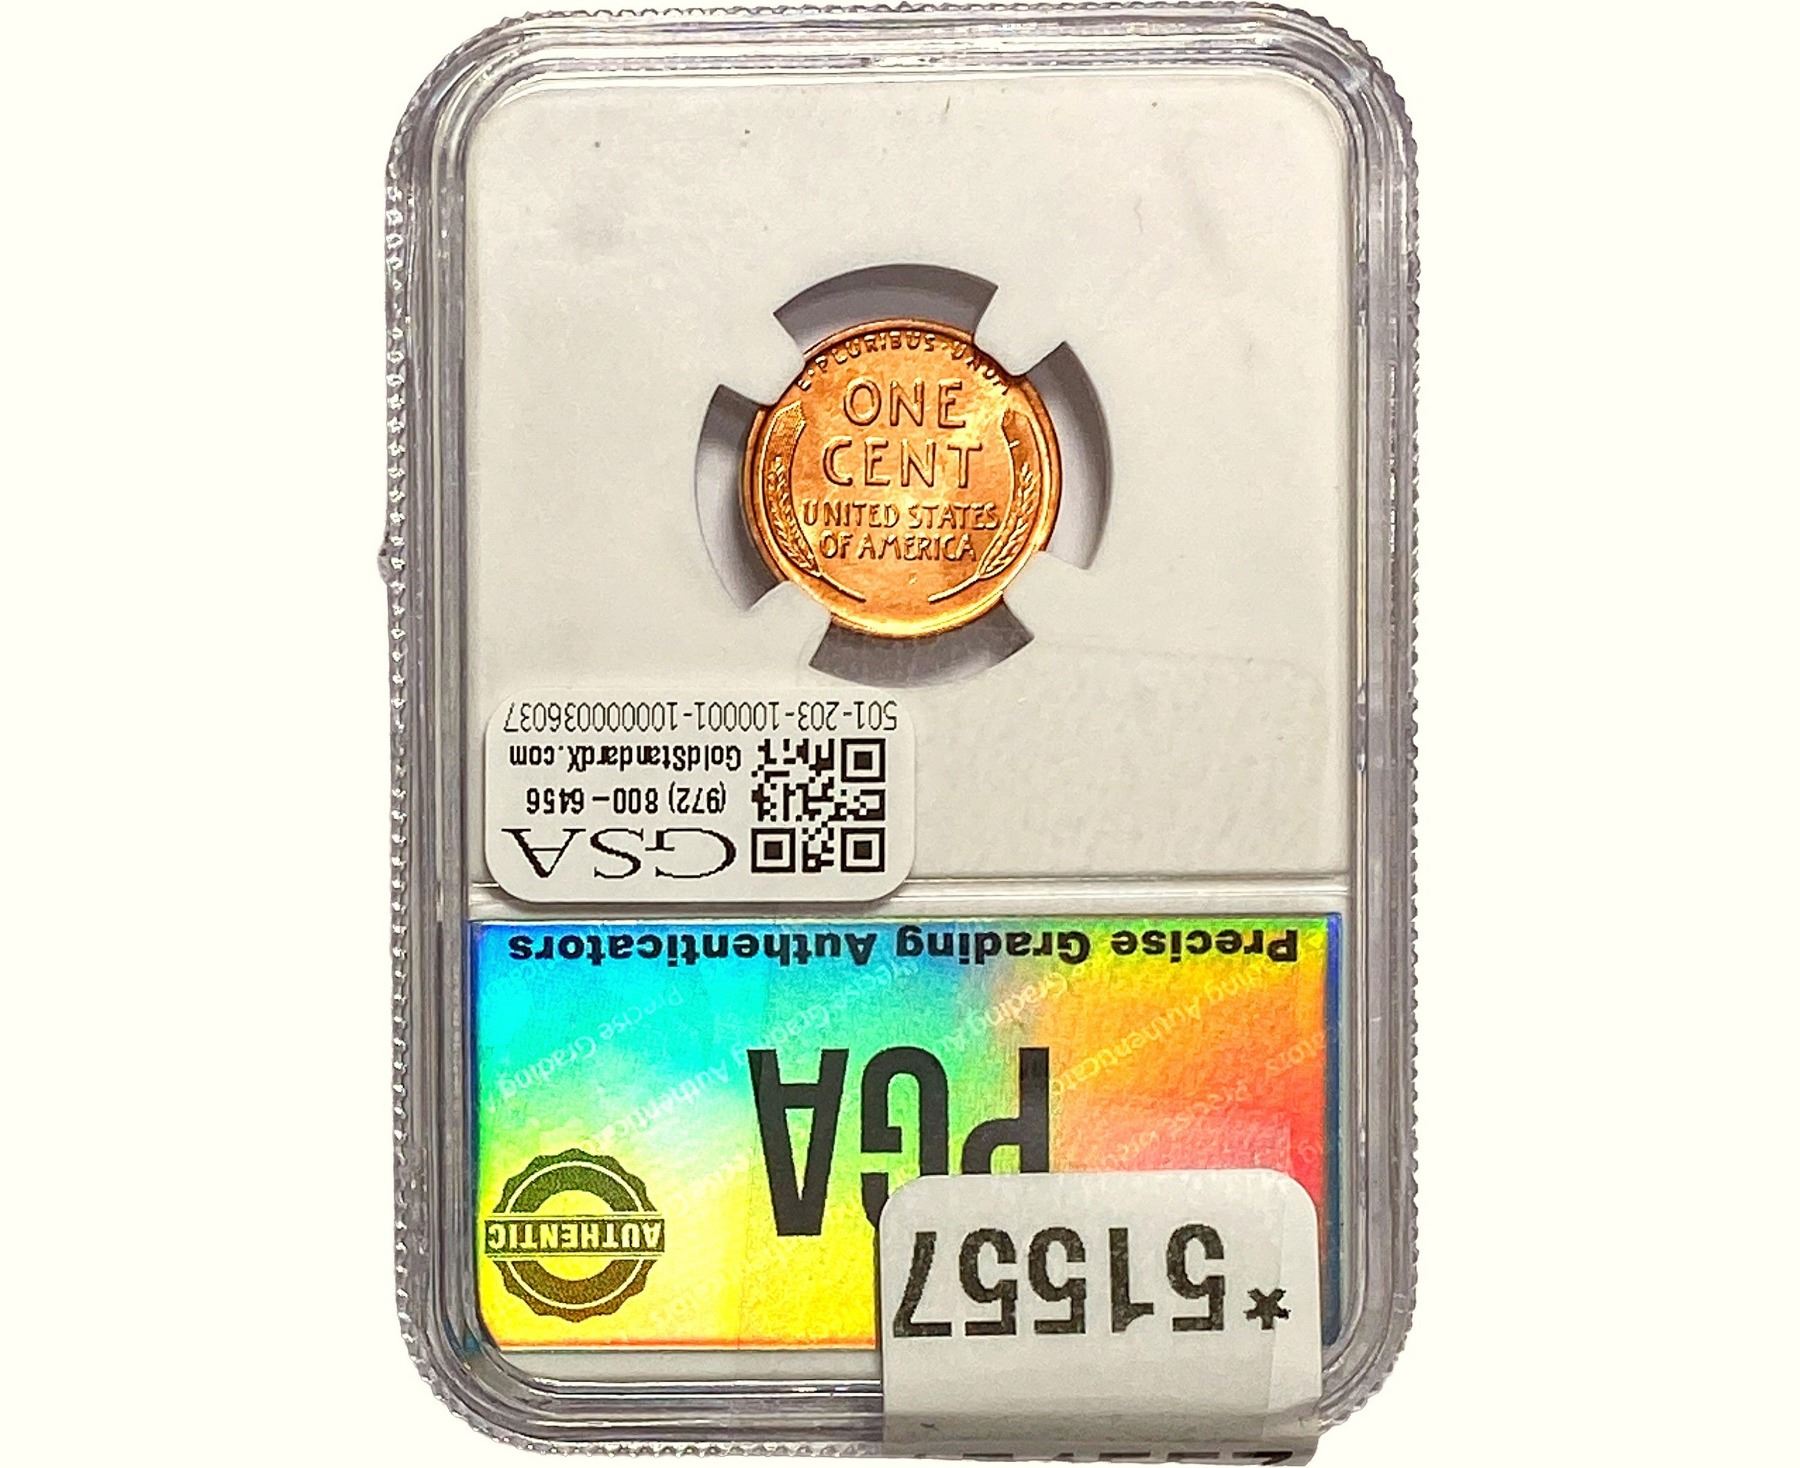 E·PLURIBUS·UNUM
ONE
CENT
UNITED STATES
OF AMERICA
501-203-100001-100000036037
GoldStandardX.com
(972) 800-6456
GSA
Precise Grading Authenticators
PGA
AUTHENTIC
*51557